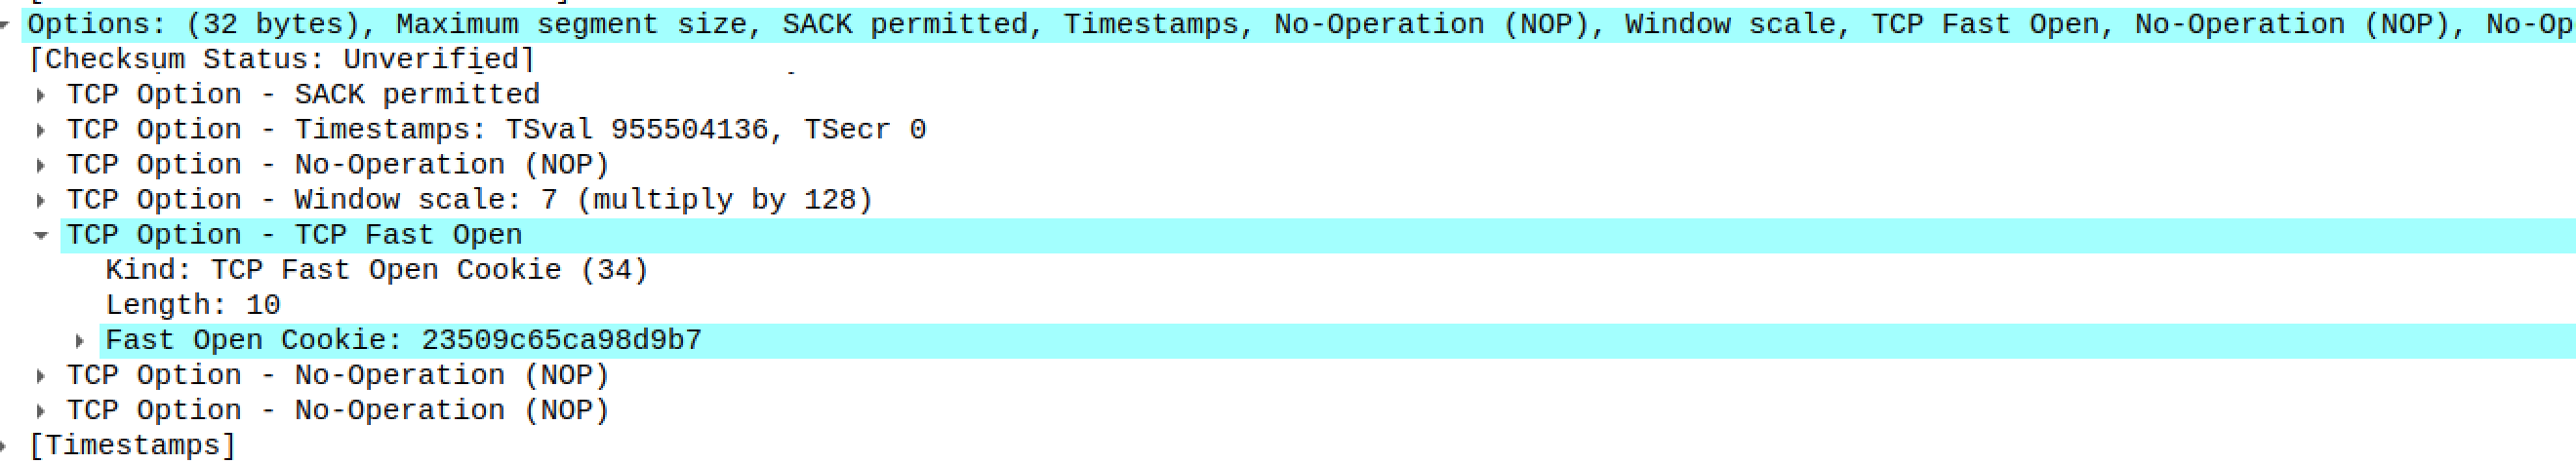 Options: (32 bytes), Maximum segment size, SACK permitted, Timestamps, No-Operation (NOP), Window scale, TCP Fast Open, No-Operation (NOP), No-Op
[Checksum Status: Unverified]
TCP Option - SACK permitted
TCP Option - Timestamps: TSval 955504136, TSecr 0
TCP Option - No-Operation (NOP)
TCP Option - Window scale: 7 (multiply by 128)
TCP Option - TCP Fast Open
Kind: TCP Fast Open Cookie (34)
Length: 10
Fast Open Cookie: 23509c65ca98d9b7
TCP Option - No-Operation (NOP)
TCP Option - No-Operation (NOP)
[Timestamps]